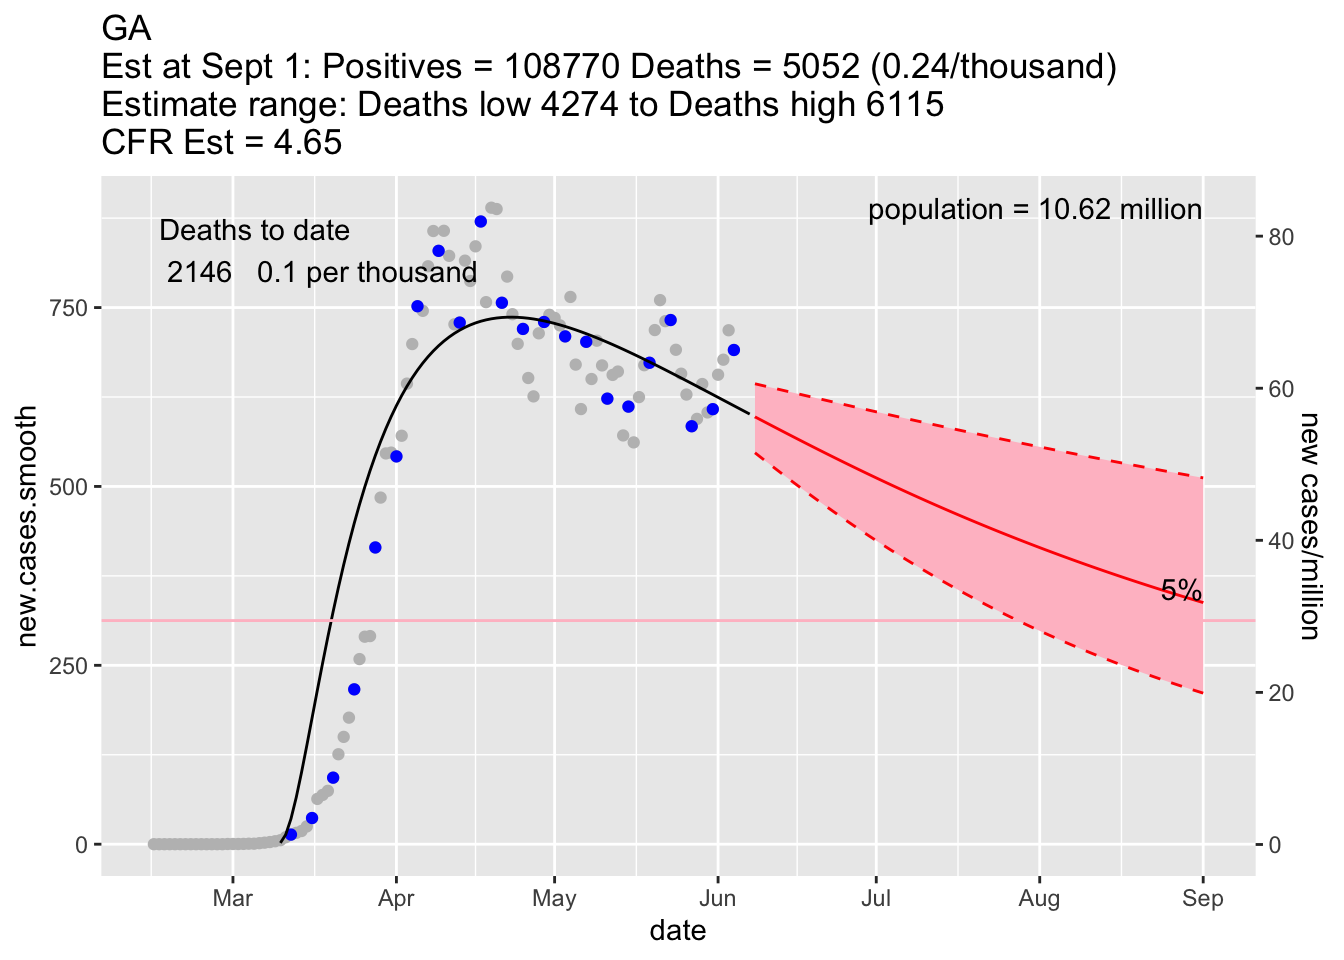 GA
Est at Sept 1: Positives = 108770 Deaths = 5052 (0.24/thousand)
Estimate range: Deaths low 4274 to Deaths high 6115
CFR Est = 4.65
Deaths to date
2146 0.1 per thousand
population = 10.62 million
5%
750
500
250
0
new.cases.smooth
80
60
40
20
0
new cases/million
Mar Apr May Jun Jul Aug Sep
date